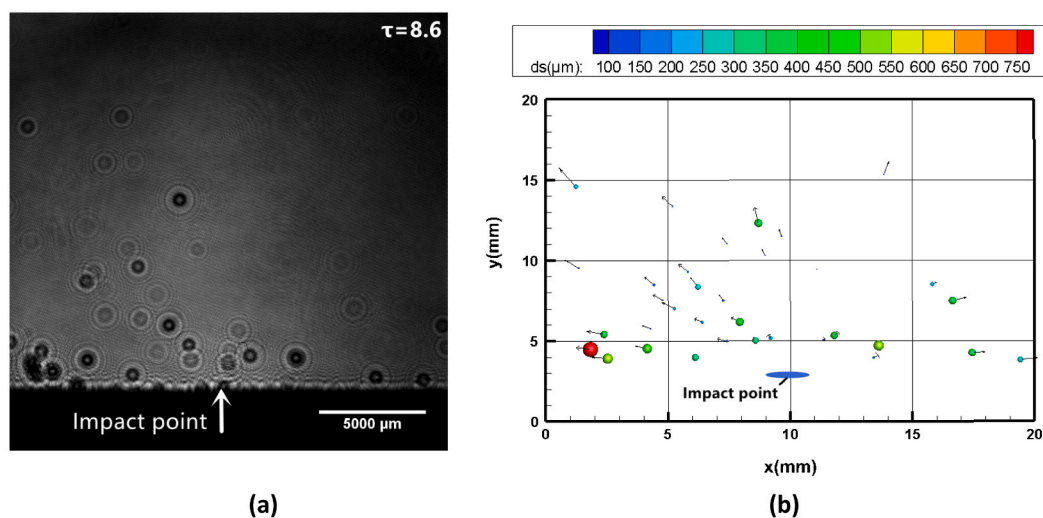 τ=8.6
Impact point
5000 µm
(a)
ds(µm): 100 150 200 250 300 350 400 450 500 550 600 650 700 750
20
15
10
5
0
y(mm)
Impact point
0 5 10 15 20
x(mm)
(b)